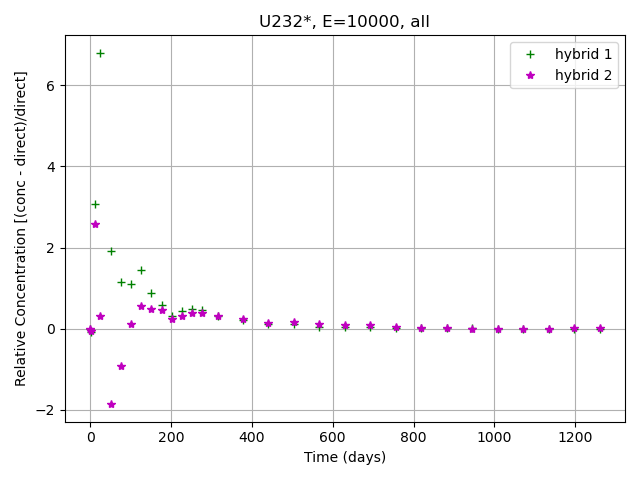 U232*, E=10000, all
hybrid 1
hybrid 2
Relative Concentration [(conc - direct)/direct]
6
4
2
0
−2
0 200 400 600 800 1000 1200
Time (days)